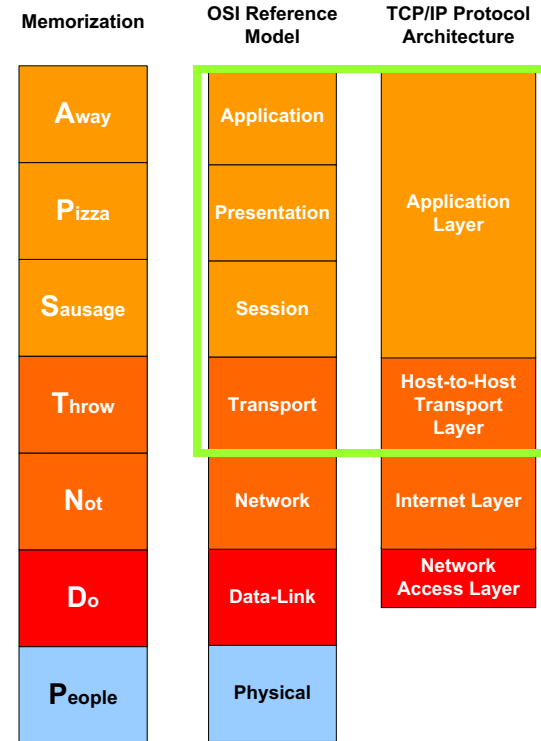 Memorization
OSI Reference
Model
TCP/IP Protocol
Architecture
Away
Pizza
Sausage
Throw
Not
Do
People
Application
Presentation
Session
Transport
Network
Data-Link
Physical
Application
Layer
Host-to-Host
Transport
Layer
Internet Layer
Network
Access Layer